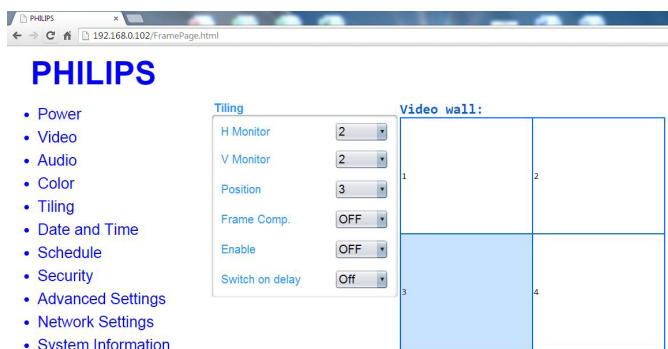 PHILIPS
192.168.0.102/FramePage.html
PHILIPS
Power
Video
Audio
Color
Tiling
Date and Time
Schedule
Security
Advanced Settings
Network Settings
System Information
Tiling
H Monitor 2
V Monitor 2
Position 3
Frame Comp. OFF
Enable OFF
Switch on delay Off
Video wall:
1 2
3 4